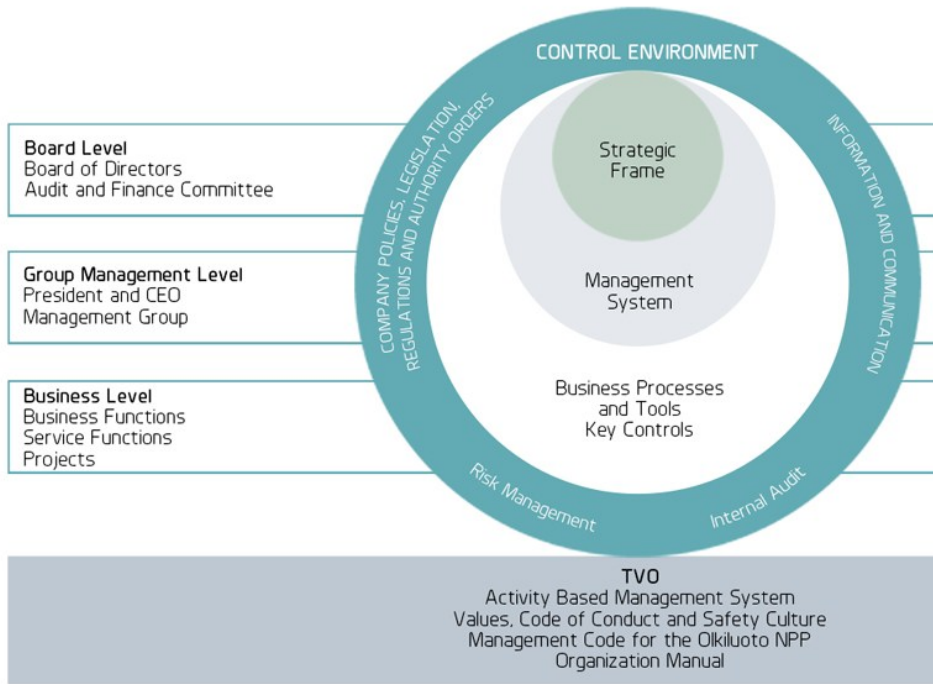 CONTROL ENVIRONMENT
COMPANY POLICIES, LEGISLATION,
REGULATIONS AND AUTHORITY ORDERS
INFORMATION AND COMMUNICATION
Risk Management
Internal Audit
Board Level
Board of Directors
Audit and Finance Committee
Group Management Level
President and CEO
Management Group
Business Level
Business Functions
Service Functions
Projects
Strategic
Frame
Management
System
Business Processes
and Tools
Key Controls
TVO
Activity Based Management System
Values, Code of Conduct and Safety Culture
Management Code for the Olkiluoto NPP
Organization Manual